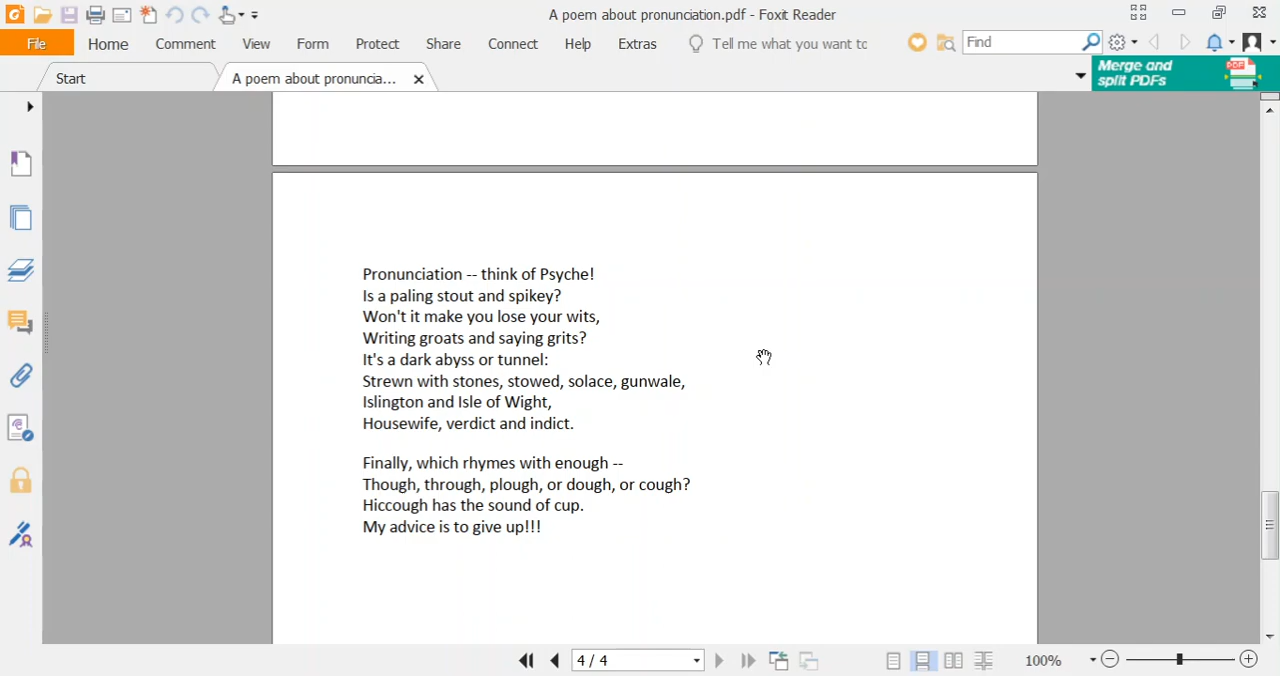 A poem about pronunciation.pdf - Foxit Reader
File Home Comment View Form Protect Share Connect Help Extras Tell me what you want to Find
Start A poem about pronuncia... Merge and
split PDFs
PDF
Pronunciation -- think of Psyche!
Is a paling stout and spikey?
Won't it make you lose your wits,
Writing groats and saying grits?
It's a dark abyss or tunnel:
Strewn with stones, stowed, solace, gunwale,
Islington and Isle of Wight,
Housewife, verdict and indict.
Finally, which rhymes with enough --
Though, through, plough, or dough, or cough?
Hiccough has the sound of cup.
My advice is to give up!!!
4 / 4 100%